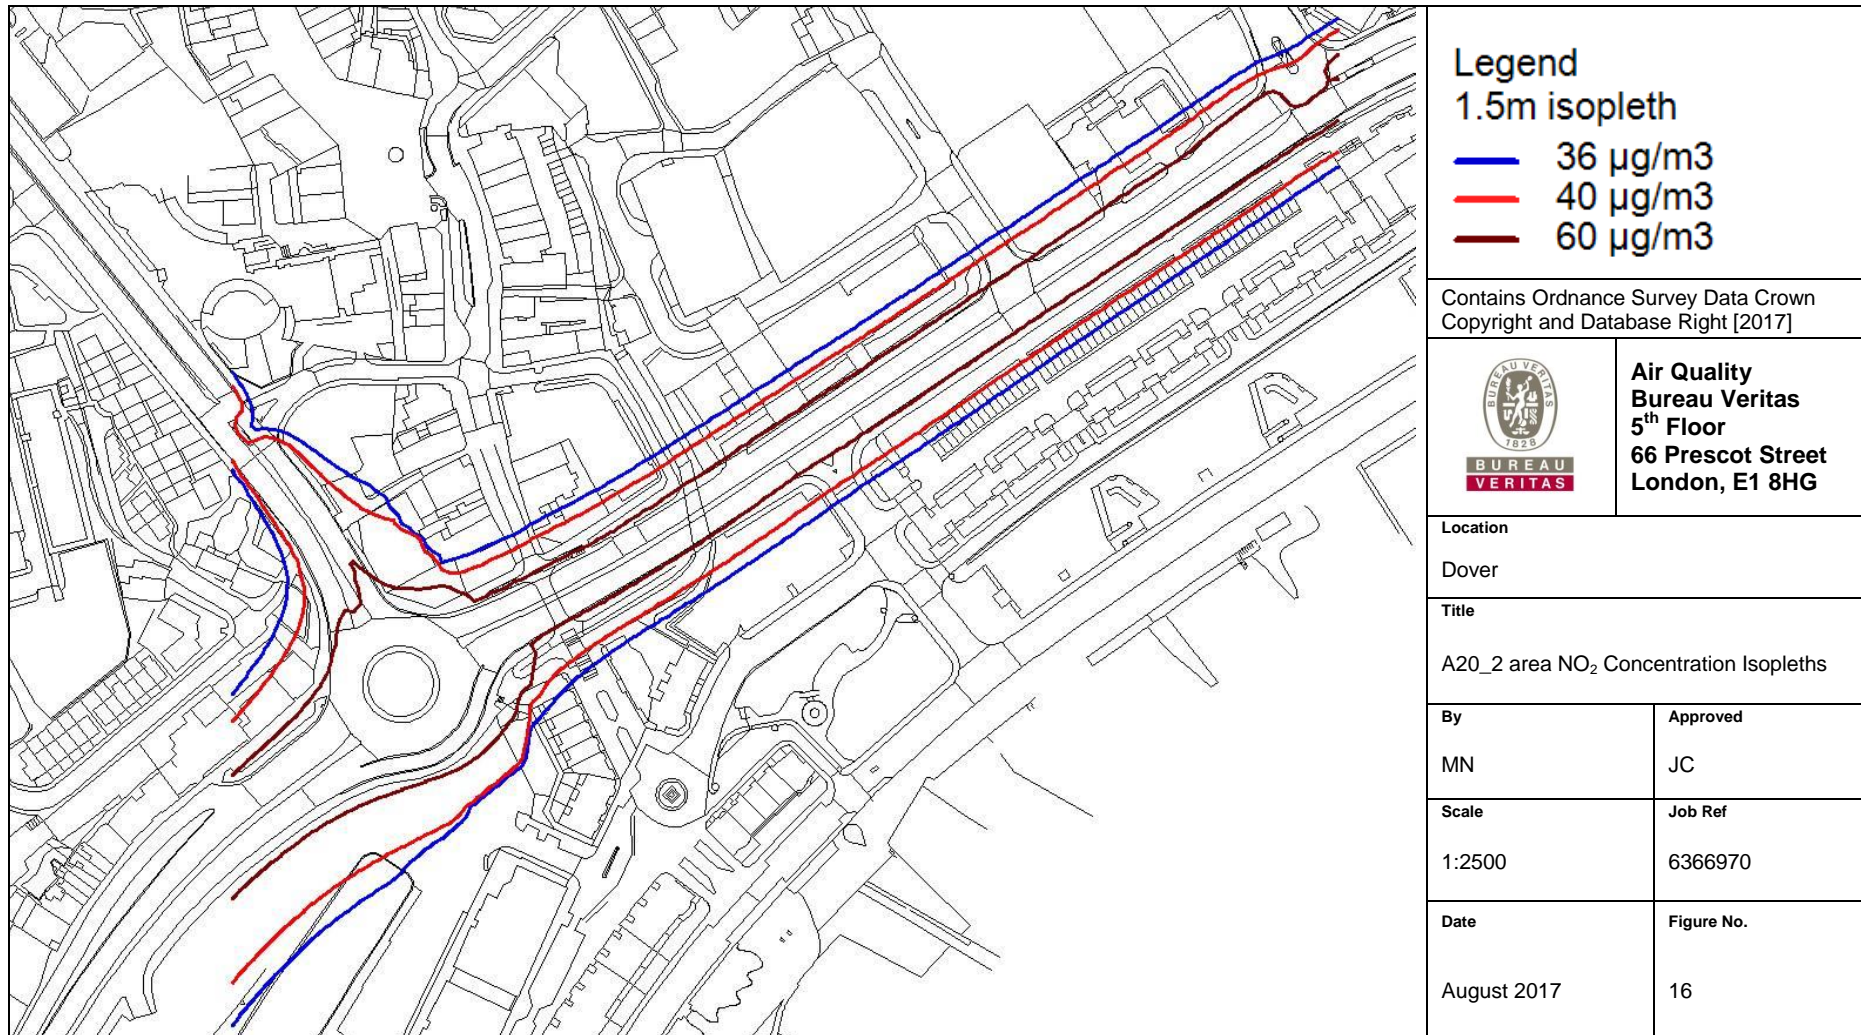 Legend
1.5m isopleth
36 µg/m3
40 µg/m3
60 µg/m3
Contains Ordnance Survey Data Crown
Copyright and Database Right [2017]
BUREAU VERITAS
1828
BUREAU
VERITAS
Air Quality
Bureau Veritas
5th Floor
66 Prescot Street
London, E1 8HG
Location
Dover
Title
A20_2 area NO₂ Concentration Isopleths
By
MN
Approved
JC
Scale
1:2500
Job Ref
6366970
Date
August 2017
Figure No.
16